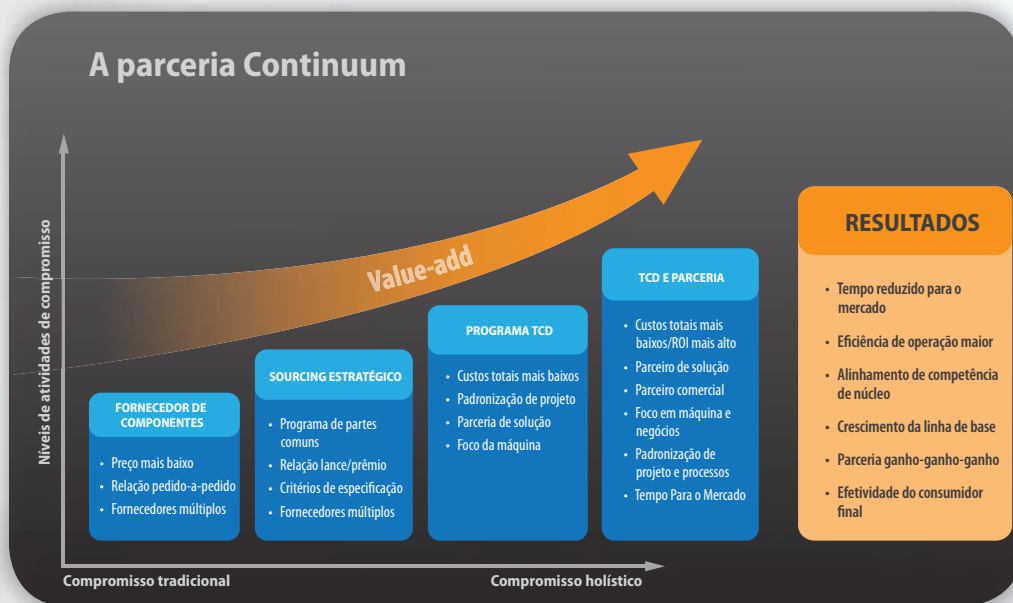 A parceria Continuum
Níveis de atividades de compromisso
Value-add
FORNECEDOR DE
COMPONENTES
• Preço mais baixo
• Relação pedido-a-pedido
• Fornecedores múltiplos
SOURCING ESTRATÉGICO
• Programa de partes
comuns
• Relação lance/prêmio
• Critérios de especificação
• Fornecedores múltiplos
PROGRAMA TCD
• Custos totais mais baixos
• Padronização de projeto
• Parceria de solução
• Foco da máquina
TCD E PARCERIA
• Custos totais mais
baixos/ROI mais alto
• Parceiro de solução
• Parceiro comercial
• Foco em máquina e
negócios
• Padronização de
projeto e processos
• Tempo Para o Mercado
RESULTADOS
• Tempo reduzido para o
mercado
• Eficiência de operação maior
• Alinhamento de competência
de núcleo
• Crescimento da linha de base
• Parceria ganho-ganho-ganho
• Efetividade do consumidor
final
Compromisso tradicional
Compromisso holístico